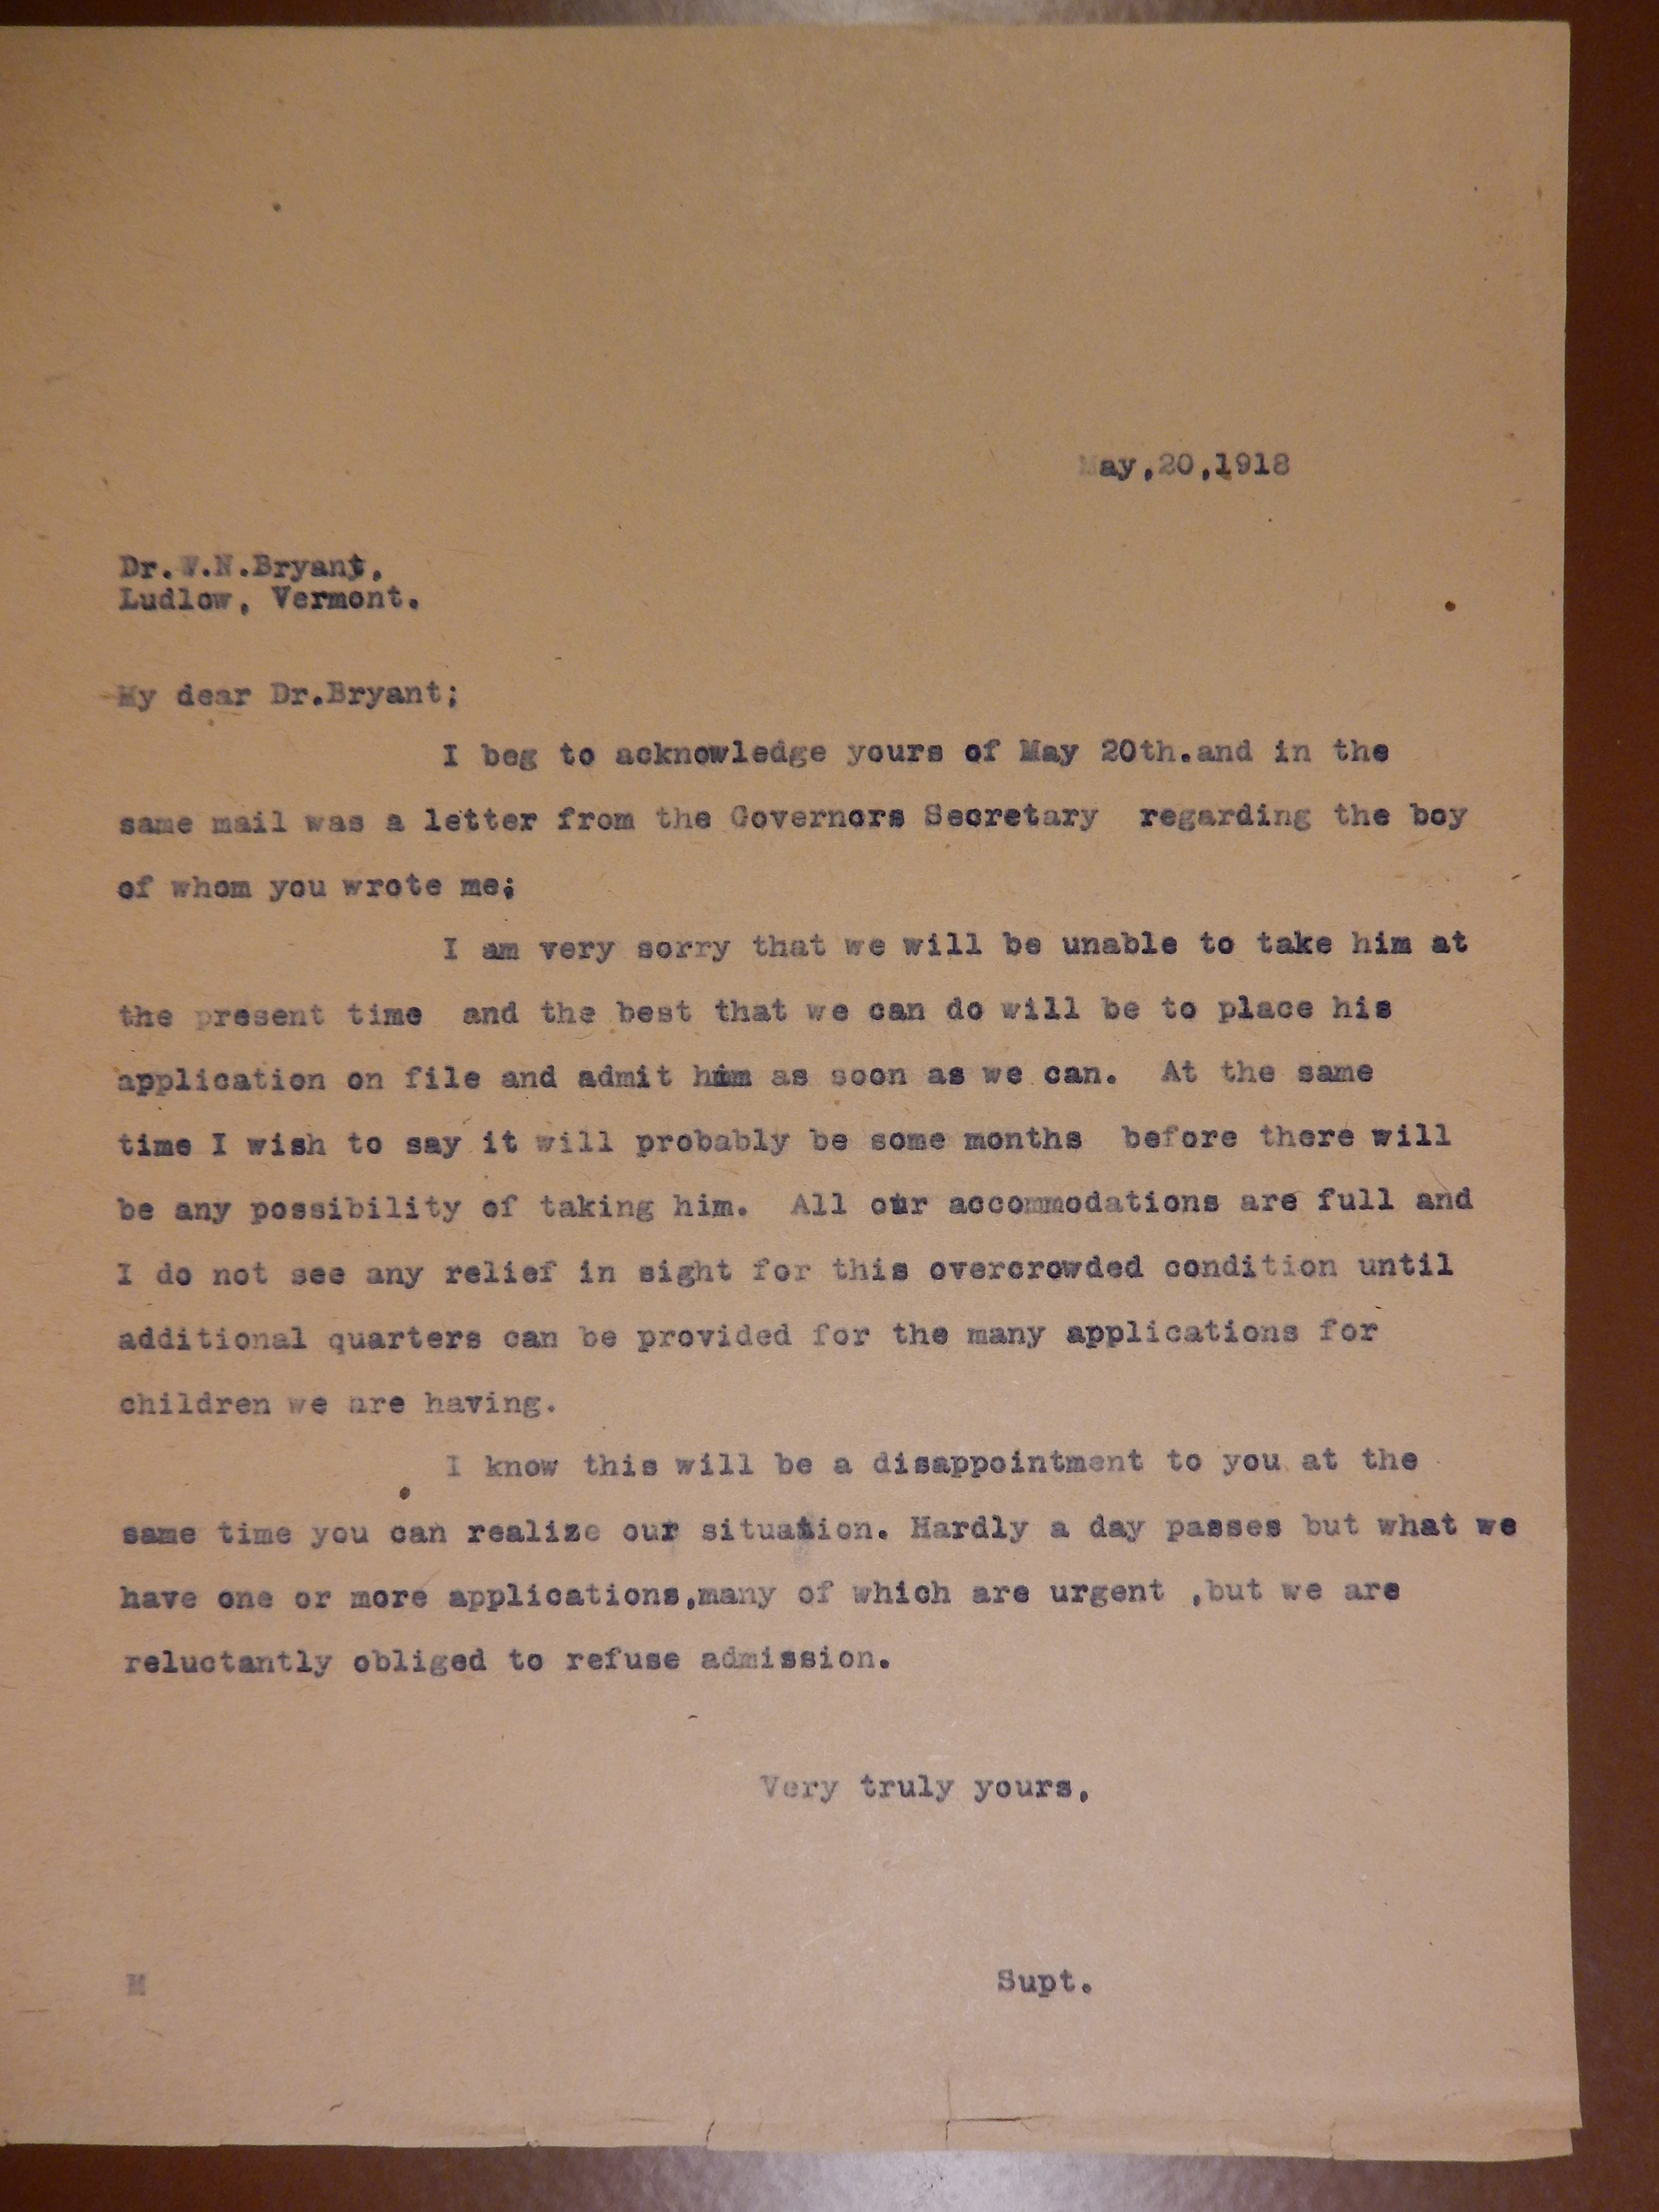 May,20,1918
Dr.W.N.Bryant,
Ludlow, Vermont.
My dear Dr.Bryant;
I beg to acknowledge yours of May 20th.and in the
same mail was a letter from the Governors Secretary regarding the boy
of whom you wrote me;
I am very sorry that we will be unable to take him at
the present time and the best that we can do will be to place his
application on file and admit him as soon as we can. At the same
time I wish to say it will probably be some months before there will
be any possibility of taking him. All our accommodations are full and
I do not see any relief in sight for this overcrowded condition until
additional quarters can be provided for the many applications for
children we are having.
I know this will be a disappointment to you at the
same time you can realize our situation. Hardly a day passes but what we
have one or more applications,many of which are urgent ,but we are
reluctantly obliged to refuse admission.
Very truly yours,
M Supt.